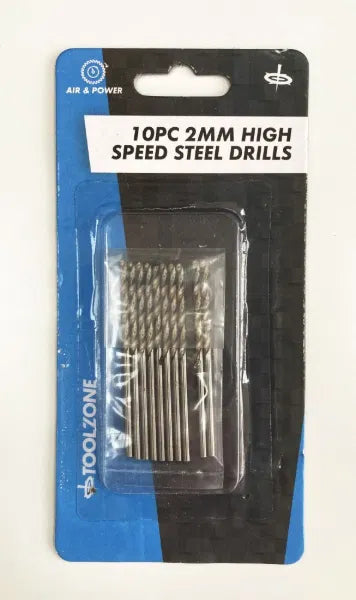 AIR & POWER
10PC 2MM HIGH
SPEED STEEL DRILLS
TOOLZONE